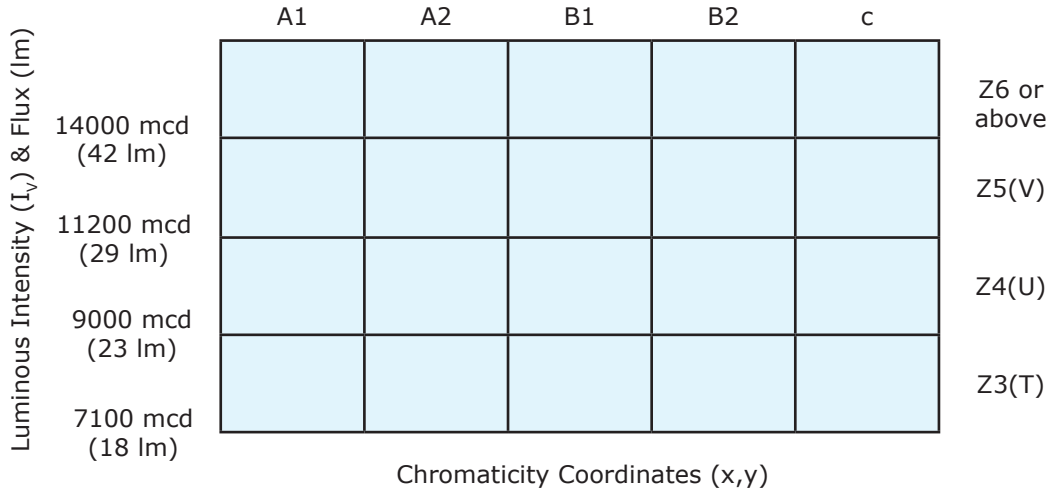 A1 A2 B1 B2 c
Luminous Intensity (Iv) & Flux (lm)
14000 mcd
(42 lm)
11200 mcd
(29 lm)
9000 mcd
(23 lm)
7100 mcd
(18 lm)
Z6 or
above
Z5(V)
Z4(U)
Z3(T)
Chromaticity Coordinates (x,y)